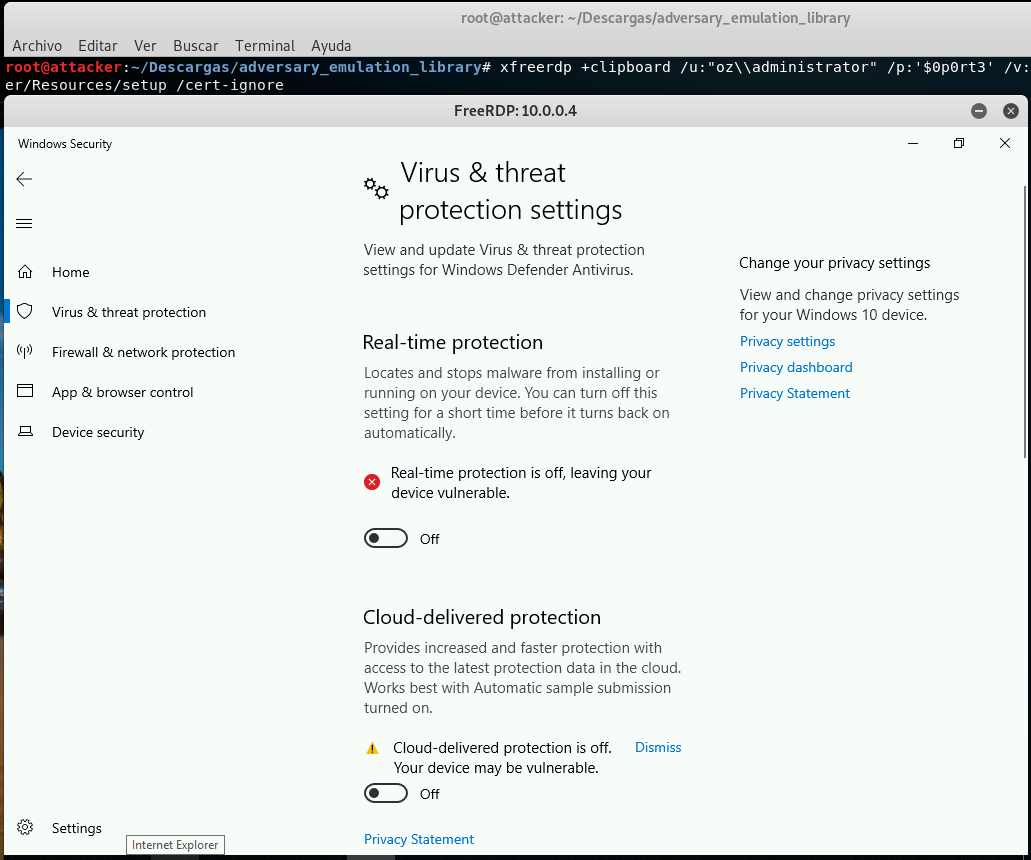 root@attacker: ~/Descargas/adversary_emulation_library
Archivo Editar Ver Buscar Terminal Ayuda
root@attacker:~/Descargas/adversary_emulation_library# xfreerdp +clipboard /u:"oz\\administrator" /p:'$0p0rt3' /v:
er/Resources/setup /cert-ignore
FreeRDP: 10.0.0.4
Windows Security
Virus & threat
protection settings
View and update Virus & threat protection
settings for Windows Defender Antivirus.
Home
Virus & threat protection
Firewall & network protection
App & browser control
Device security
Real-time protection
Locates and stops malware from installing or
running on your device. You can turn off this
setting for a short time before it turns back on
automatically.
Real-time protection is off, leaving your
device vulnerable.
Off
Cloud-delivered protection
Provides increased and faster protection with
access to the latest protection data in the cloud.
Works best with Automatic sample submission
turned on.
Cloud-delivered protection is off. Dismiss
Your device may be vulnerable.
Off
Privacy Statement
Change your privacy settings
View and change privacy settings
for your Windows 10 device.
Privacy settings
Privacy dashboard
Privacy Statement
Settings
Internet Explorer